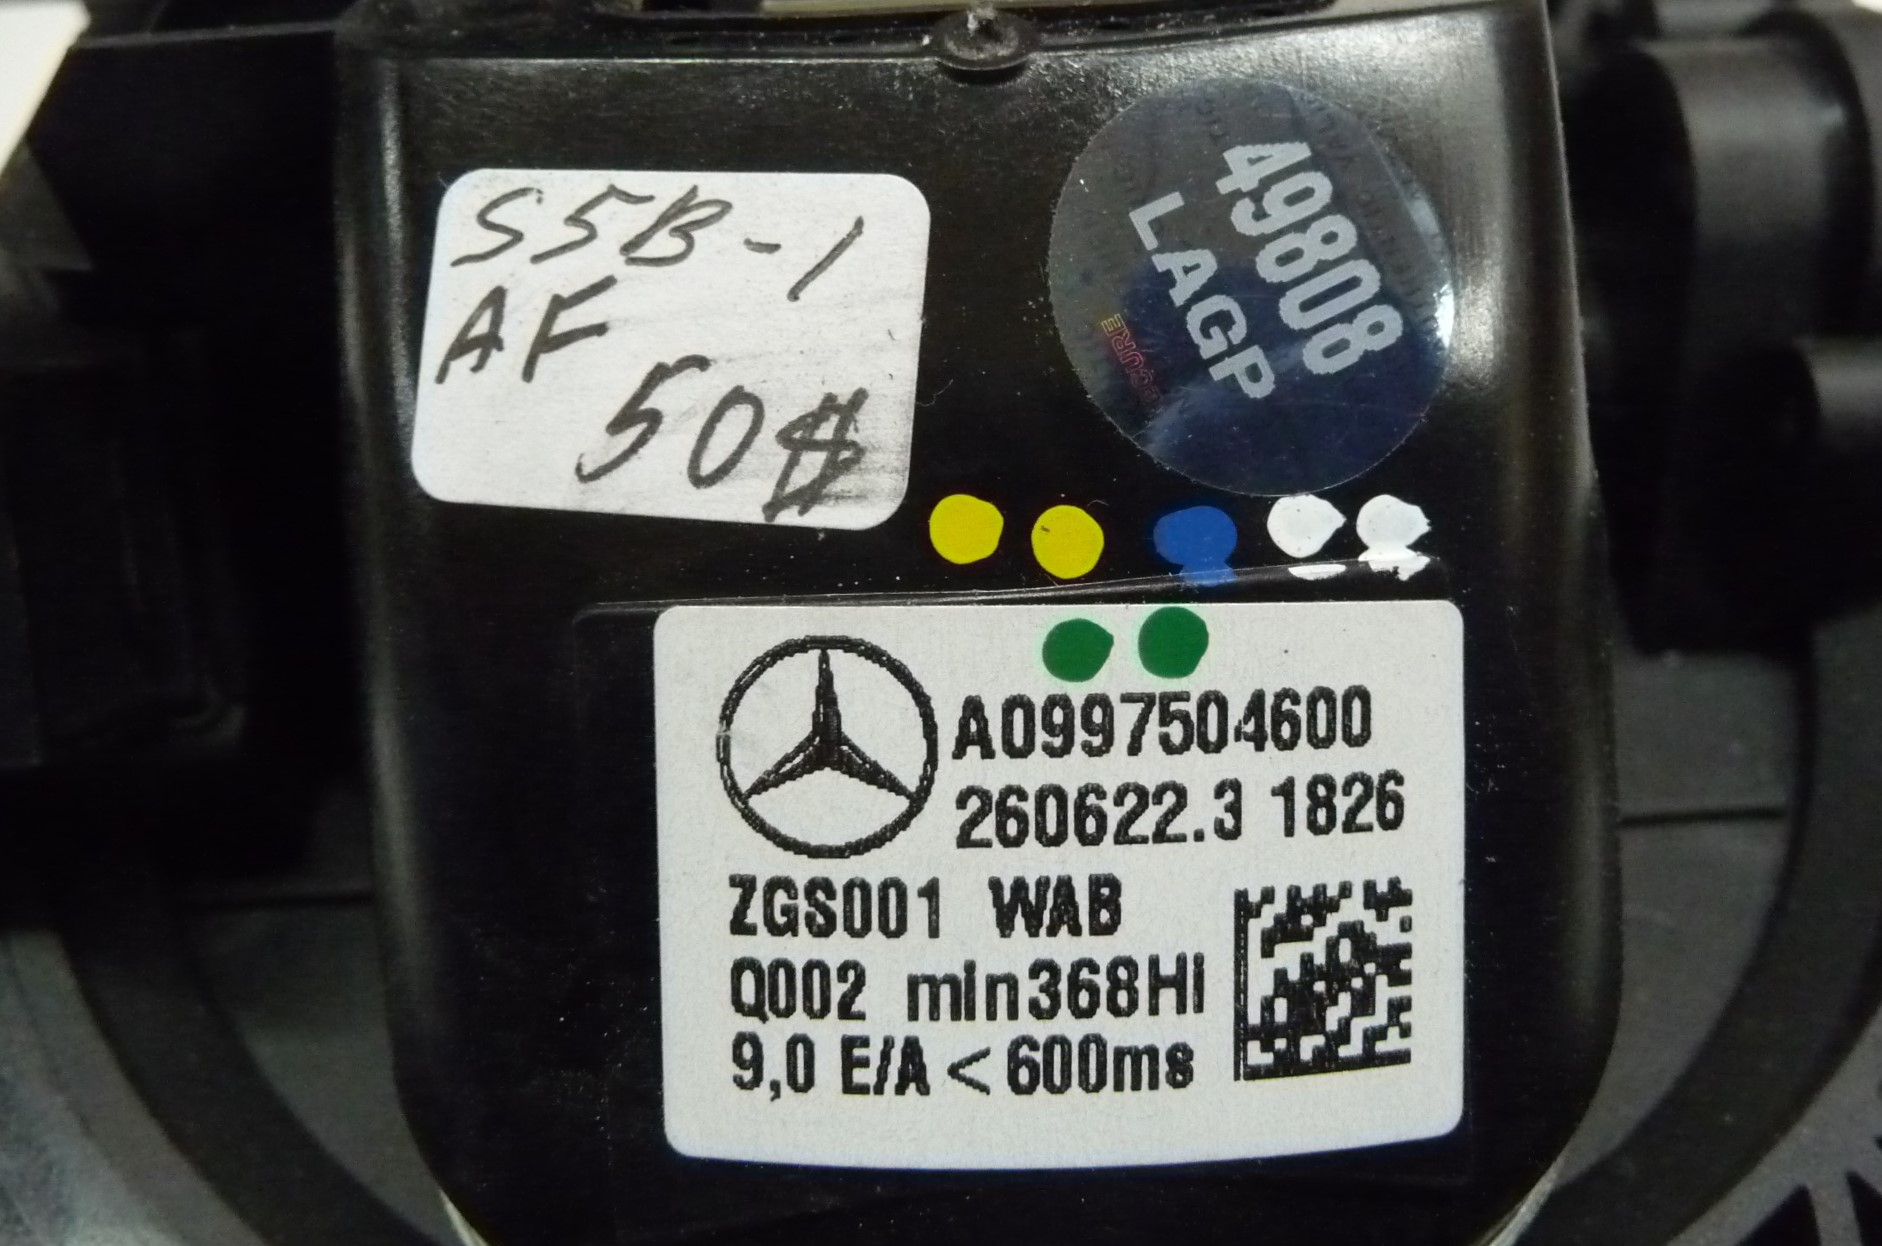 S5B-1
AF
50$
49808
LAGP
A0997504600
260622.3 1826
ZGS001 WAB
Q002 min368HI
9,0 E/A < 600ms